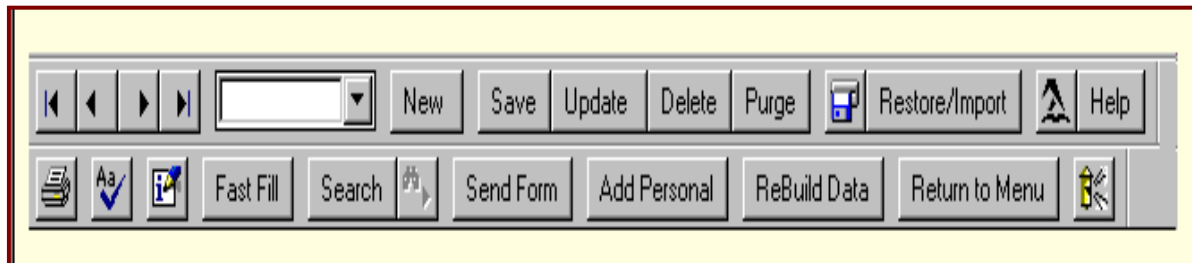 New Save Update Delete Purge Restore/Import Help
Aa Fast Fill Search Send Form Add Personal ReBuild Data Return to Menu